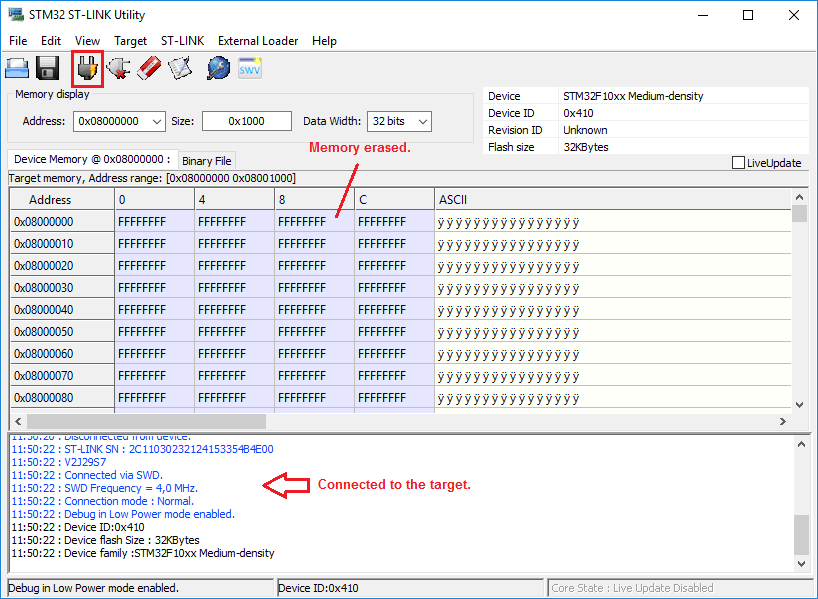 STM32 ST-LINK Utility
File Edit View Target ST-LINK External Loader Help
SWV
Memory display
Address: 0x08000000 Size: 0x1000 Data Width: 32 bits
Device STM32F10xx Medium-density
Device ID 0x410
Revision ID Unknown
Flash size 32KBytes
Memory erased.
LiveUpdate
Device Memory @ 0x08000000 : Binary File
Target memory, Address range: [0x08000000 0x08001000]
Address 0 4 8 C ASCII
0x08000000 FFFFFFFF FFFFFFFF FFFFFFFF FFFFFFFF ÿ ÿ ÿ ÿ ÿ ÿ ÿ ÿ ÿ ÿ ÿ ÿ ÿ ÿ ÿ ÿ
0x08000010 FFFFFFFF FFFFFFFF FFFFFFFF FFFFFFFF ÿ ÿ ÿ ÿ ÿ ÿ ÿ ÿ ÿ ÿ ÿ ÿ ÿ ÿ ÿ ÿ
0x08000020 FFFFFFFF FFFFFFFF FFFFFFFF FFFFFFFF ÿ ÿ ÿ ÿ ÿ ÿ ÿ ÿ ÿ ÿ ÿ ÿ ÿ ÿ ÿ ÿ
0x08000030 FFFFFFFF FFFFFFFF FFFFFFFF FFFFFFFF ÿ ÿ ÿ ÿ ÿ ÿ ÿ ÿ ÿ ÿ ÿ ÿ ÿ ÿ ÿ ÿ
0x08000040 FFFFFFFF FFFFFFFF FFFFFFFF FFFFFFFF ÿ ÿ ÿ ÿ ÿ ÿ ÿ ÿ ÿ ÿ ÿ ÿ ÿ ÿ ÿ ÿ
0x08000050 FFFFFFFF FFFFFFFF FFFFFFFF FFFFFFFF ÿ ÿ ÿ ÿ ÿ ÿ ÿ ÿ ÿ ÿ ÿ ÿ ÿ ÿ ÿ ÿ
0x08000060 FFFFFFFF FFFFFFFF FFFFFFFF FFFFFFFF ÿ ÿ ÿ ÿ ÿ ÿ ÿ ÿ ÿ ÿ ÿ ÿ ÿ ÿ ÿ ÿ
0x08000070 FFFFFFFF FFFFFFFF FFFFFFFF FFFFFFFF ÿ ÿ ÿ ÿ ÿ ÿ ÿ ÿ ÿ ÿ ÿ ÿ ÿ ÿ ÿ ÿ
0x08000080 FFFFFFFF FFFFFFFF FFFFFFFF FFFFFFFF ÿ ÿ ÿ ÿ ÿ ÿ ÿ ÿ ÿ ÿ ÿ ÿ ÿ ÿ ÿ ÿ
11:50:20 : Disconnected from device.
11:50:22 : ST-LINK SN : 2C11030232124153354B4E00
11:50:22 : V2J29S7
11:50:22 : Connected via SWD.
11:50:22 : SWD Frequency = 4,0 MHz.
Connected to the target.
11:50:22 : Connection mode : Normal.
11:50:22 : Debug in Low Power mode enabled.
11:50:22 : Device ID:0x410
11:50:22 : Device flash Size : 32KBytes
11:50:22 : Device family :STM32F10xx Medium-density
Debug in Low Power mode enabled. Device ID:0x410 Core State : Live Update Disabled